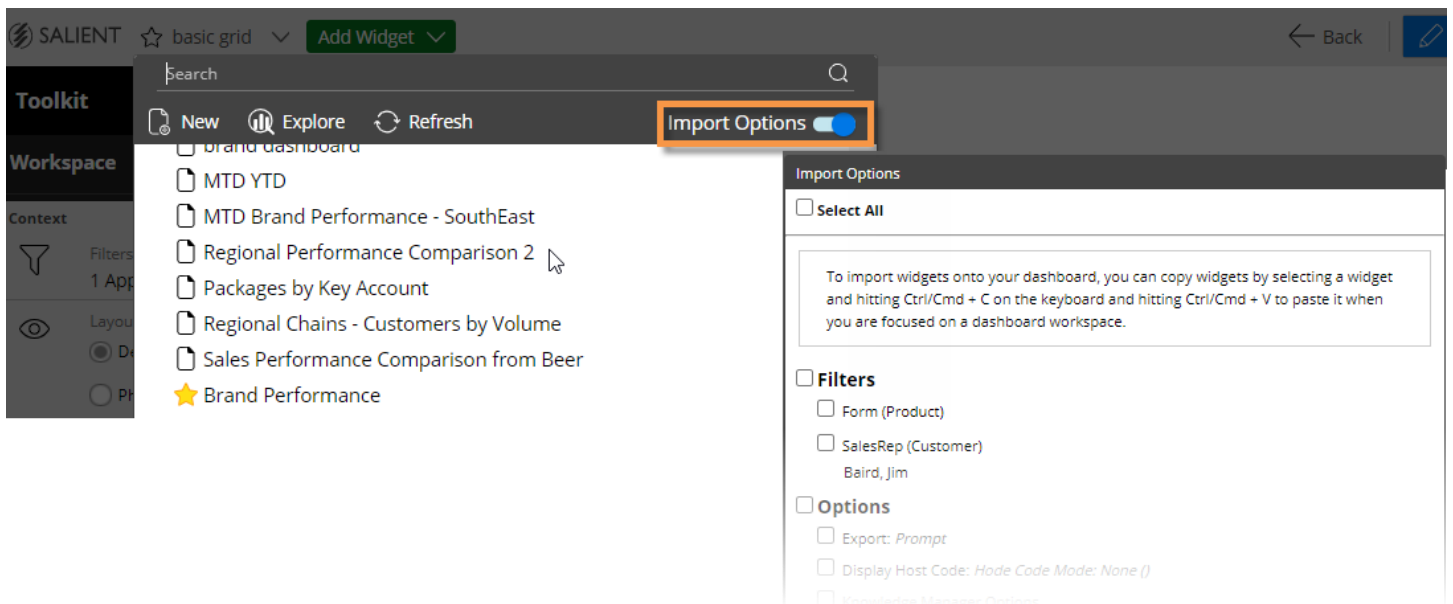 SALIENT basic grid Add Widget Back
Search
Toolkit
New Explore Refresh Import Options
brand dashboard
Workspace
MTD YTD
MTD Brand Performance - SouthEast
Context
Regional Performance Comparison 2
Filters
1 App
Packages by Key Account
Layou
Regional Chains - Customers by Volume
De
Sales Performance Comparison from Beer
Ph
Brand Performance
Import Options
Select All
To import widgets onto your dashboard, you can copy widgets by selecting a widget
and hitting Ctrl/Cmd + C on the keyboard and hitting Ctrl/Cmd + V to paste it when
you are focused on a dashboard workspace.
Filters
Form (Product)
SalesRep (Customer)
Baird, Jim
Options
Export: Prompt
Display Host Code: Hode Code Mode: None ()
Knowledge Manager Options